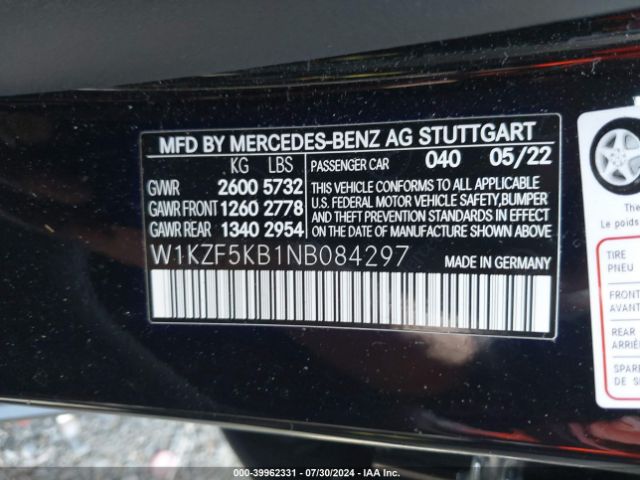 MFD BY MERCEDES-BENZ AG STUTTGART
KG LBS PASSENGER CAR 040 05/22
GVWR 2600 5732
GAWR FRONT 1260 2778
GAWR REAR 1340 2954
THIS VEHICLE CONFORMS TO ALL APPLICABLE
U.S. FEDERAL MOTOR VEHICLE SAFETY,BUMPER
AND THEFT PREVENTION STANDARDS IN EFFECT
ON THE DATE OF MANUFACTURE SHOWN ABOVE
W1KZF5KB1NB084297 MADE IN GERMANY
The
Le poids
TIRE
PNEU
FRONT
AVANT
REAR
ARRIÈ
SPARE
DE S
000-39962331 - 07/30/2024 - IAA Inc.